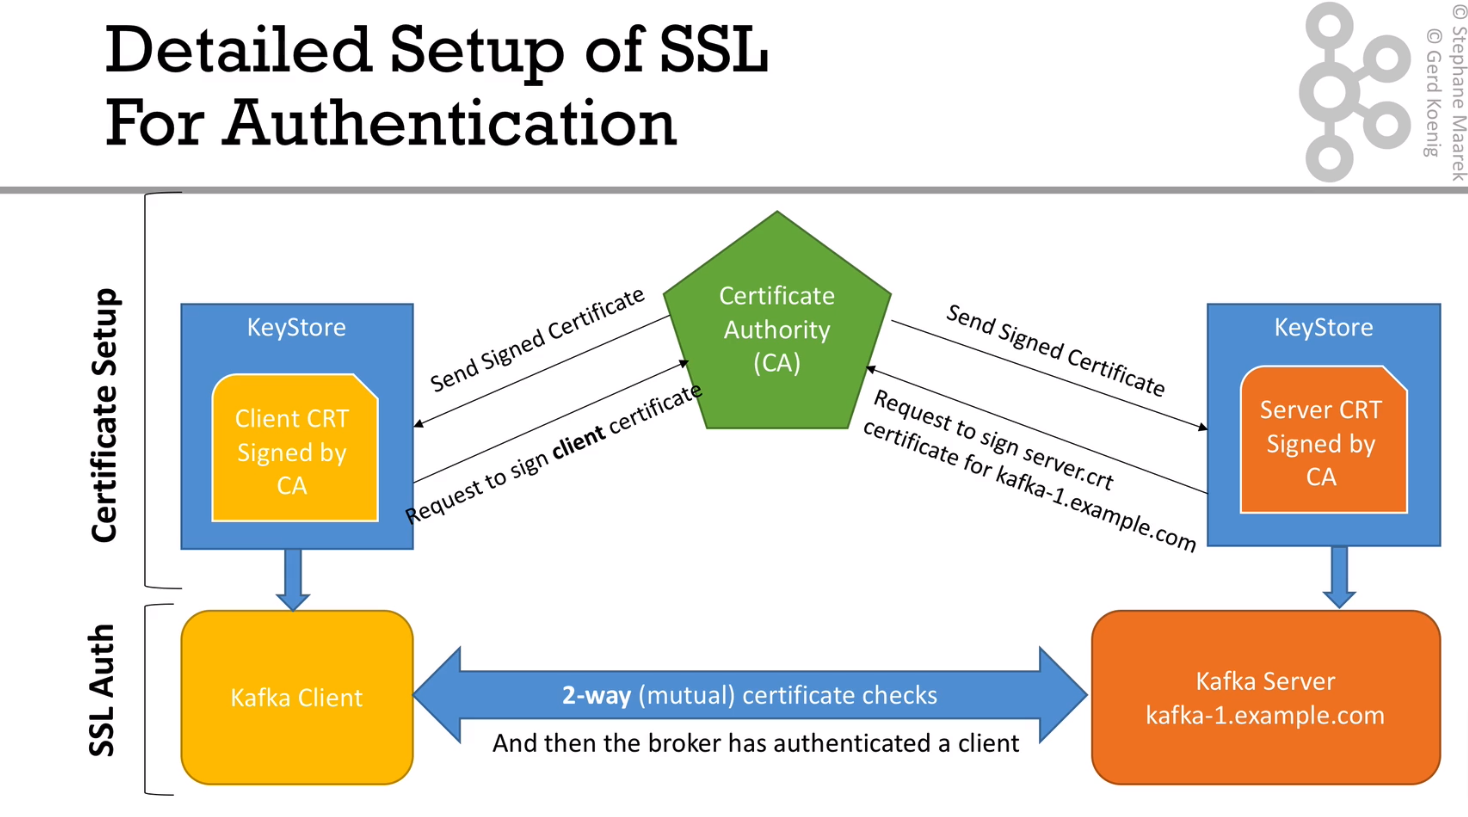 Detailed Setup of SSL
For Authentication
© Stephane Maarek
© Gerd Koenig
Certificate Setup
KeyStore
Client CRT
Signed by
CA
Send Signed Certificate
Request to sign client certificate
Certificate
Authority
(CA)
Send Signed Certificate
Request to sign server.crt
certificate for kafka-1.example.com
KeyStore
Server CRT
Signed by
CA
SSL Auth
Kafka Client
2-way (mutual) certificate checks
And then the broker has authenticated a client
Kafka Server
kafka-1.example.com